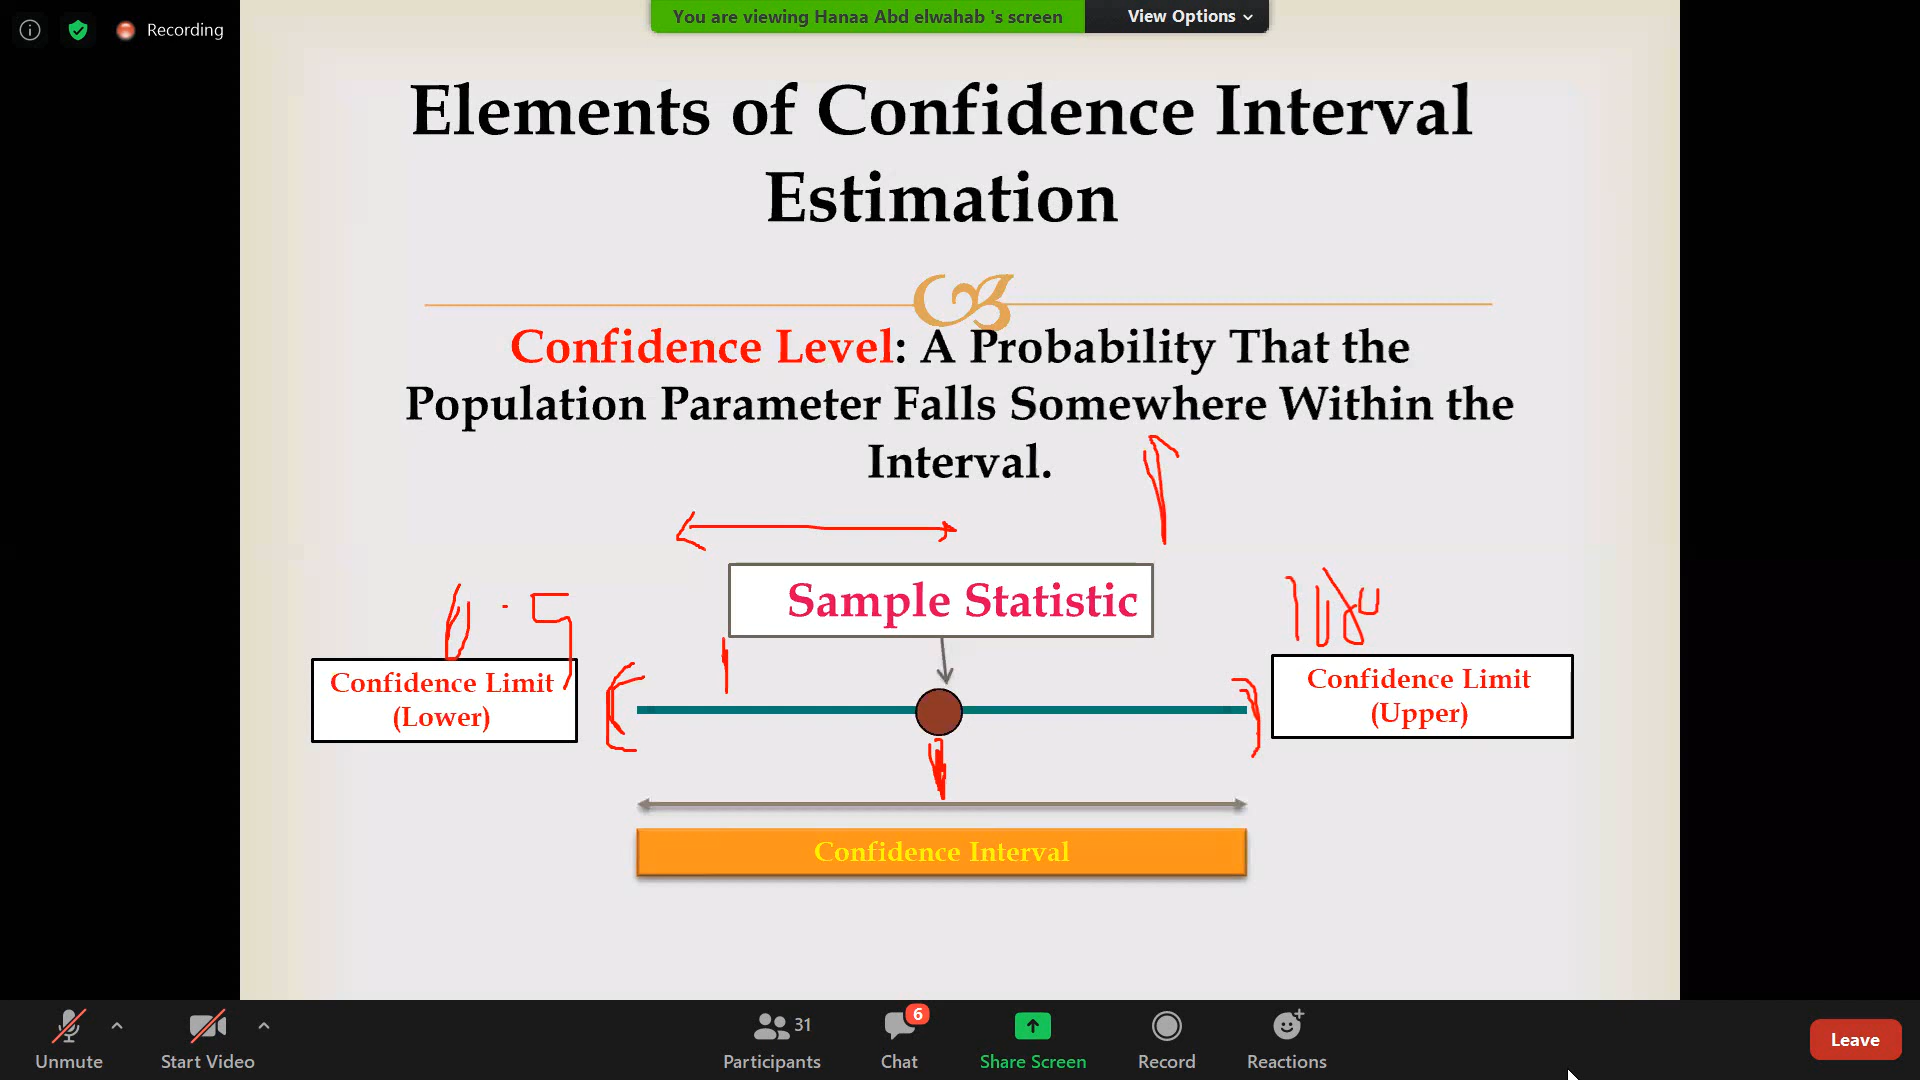 You are viewing Hanaa Abd elwahab 's screen
View Options
Recording
Elements of Confidence Interval
Estimation
Confidence Level: A Probability That the
Population Parameter Falls Somewhere Within the
Interval.
Sample Statistic
Confidence Limit
(Lower)
Confidence Limit
(Upper)
Confidence Interval
Unmute
Start Video
31
Participants
6
Chat
Share Screen
Record
Reactions
Leave